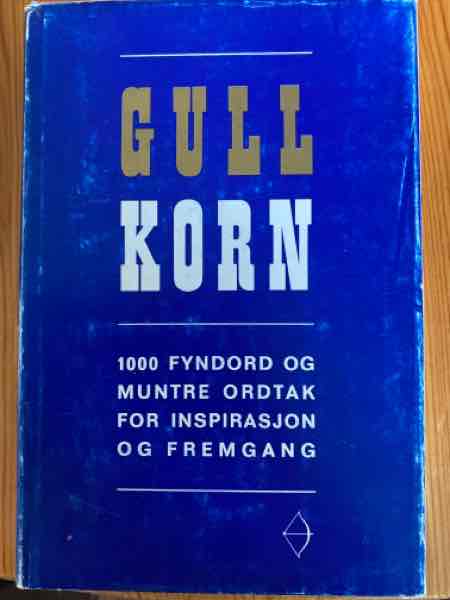 GULL
KORN
1000 FYNDORD OG
MUNTRE ORDTAK
FOR INSPIRASJON
OG FREMGANG